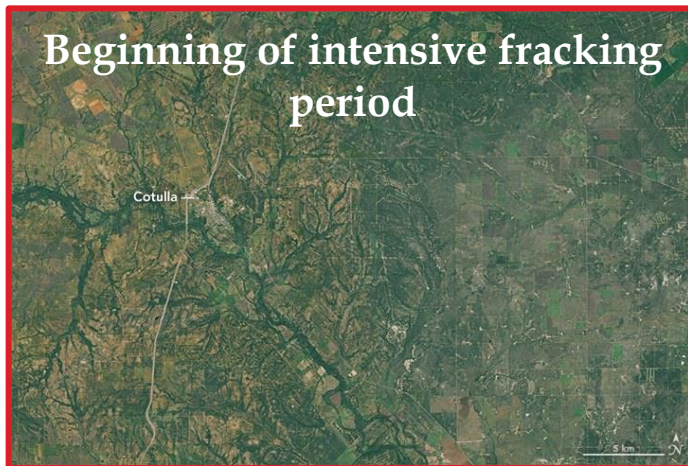 Beginning of intensive fracking
period
Cotulla
5 km
N